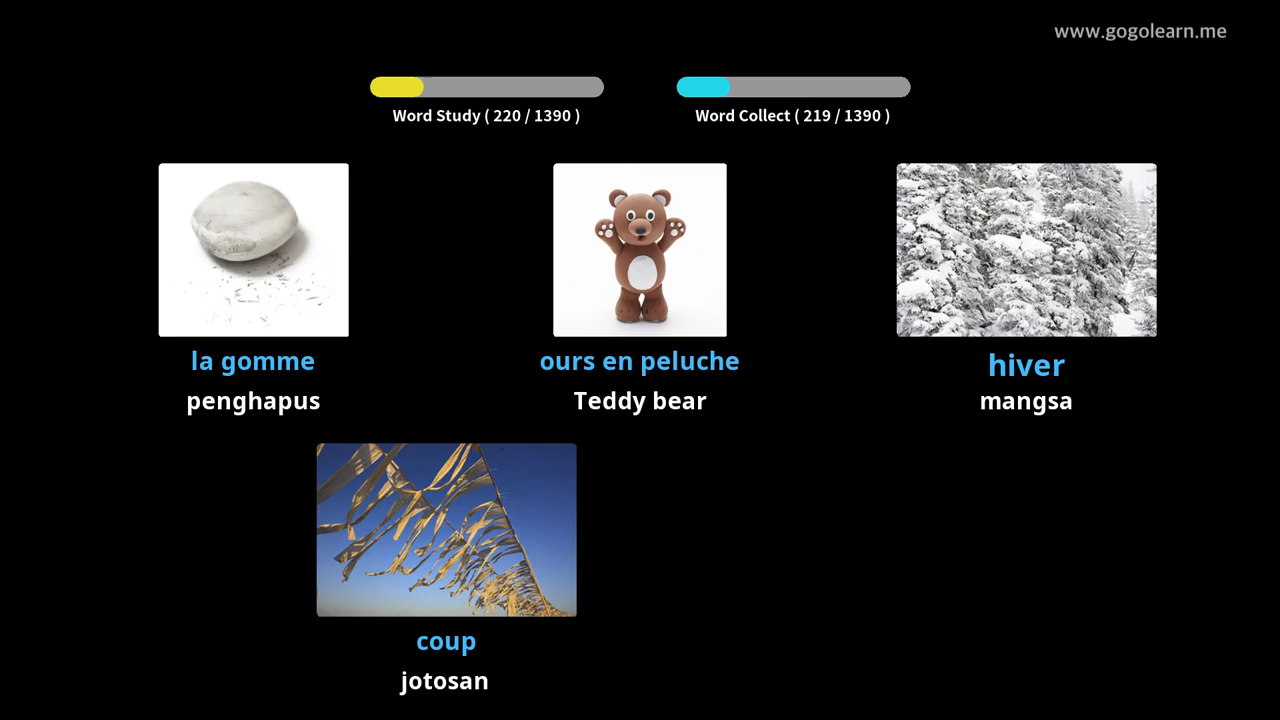 www.gogolearn.me
Word Study ( 220 / 1390 )
Word Collect ( 219 / 1390 )
la gomme
penghapus
ours en peluche
Teddy bear
hiver
mangsa
coup
jotosan